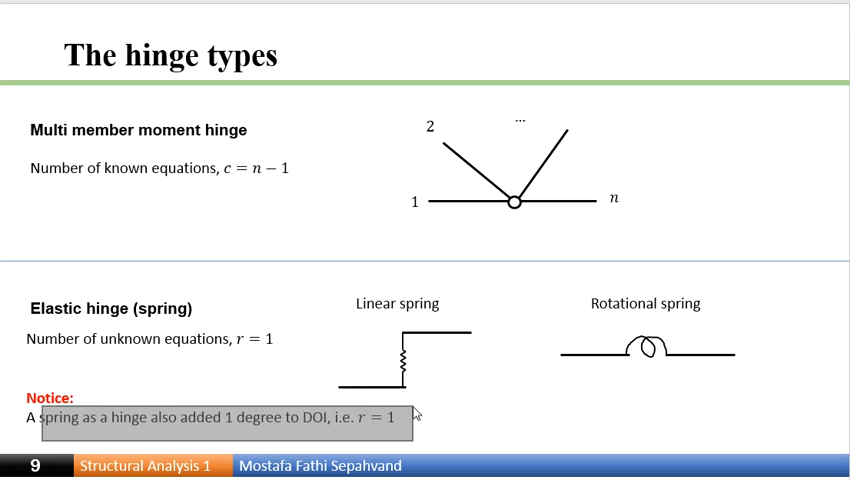 The hinge types
Multi member moment hinge
Number of known equations, c = n − 1
2
...
1
n
Elastic hinge (spring)
Linear spring
Rotational spring
Number of unknown equations, r = 1
Notice:
A spring as a hinge also added 1 degree to DOI, i.e. r = 1
9
Structural Analysis 1
Mostafa Fathi Sepahvand